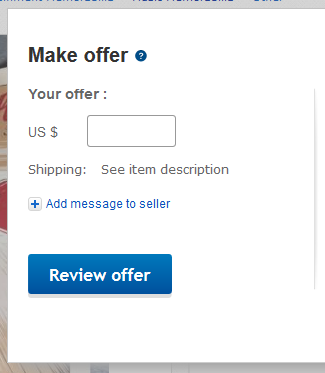 Make offer ?
Your offer :
US $
Shipping: See item description
+ Add message to seller
Review offer